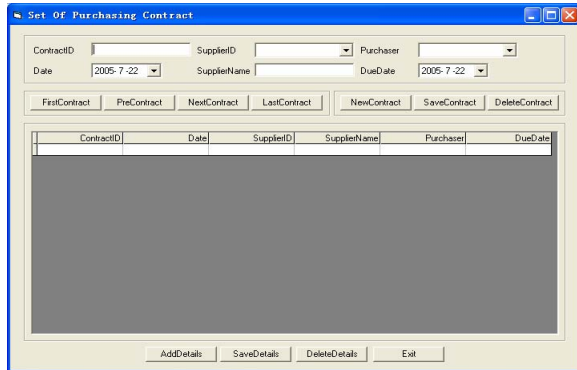 Set Of Purchasing Contract
ContractID SupplierID Purchaser
Date 2005- 7 -22 SupplierName DueDate 2005- 7 -22
FirstContract PreContract NextContract LastContract NewContract SaveContract DeleteContract
ContractID Date SupplierID SupplierName Purchaser DueDate
AddDetails SaveDetails DeleteDetails Exit